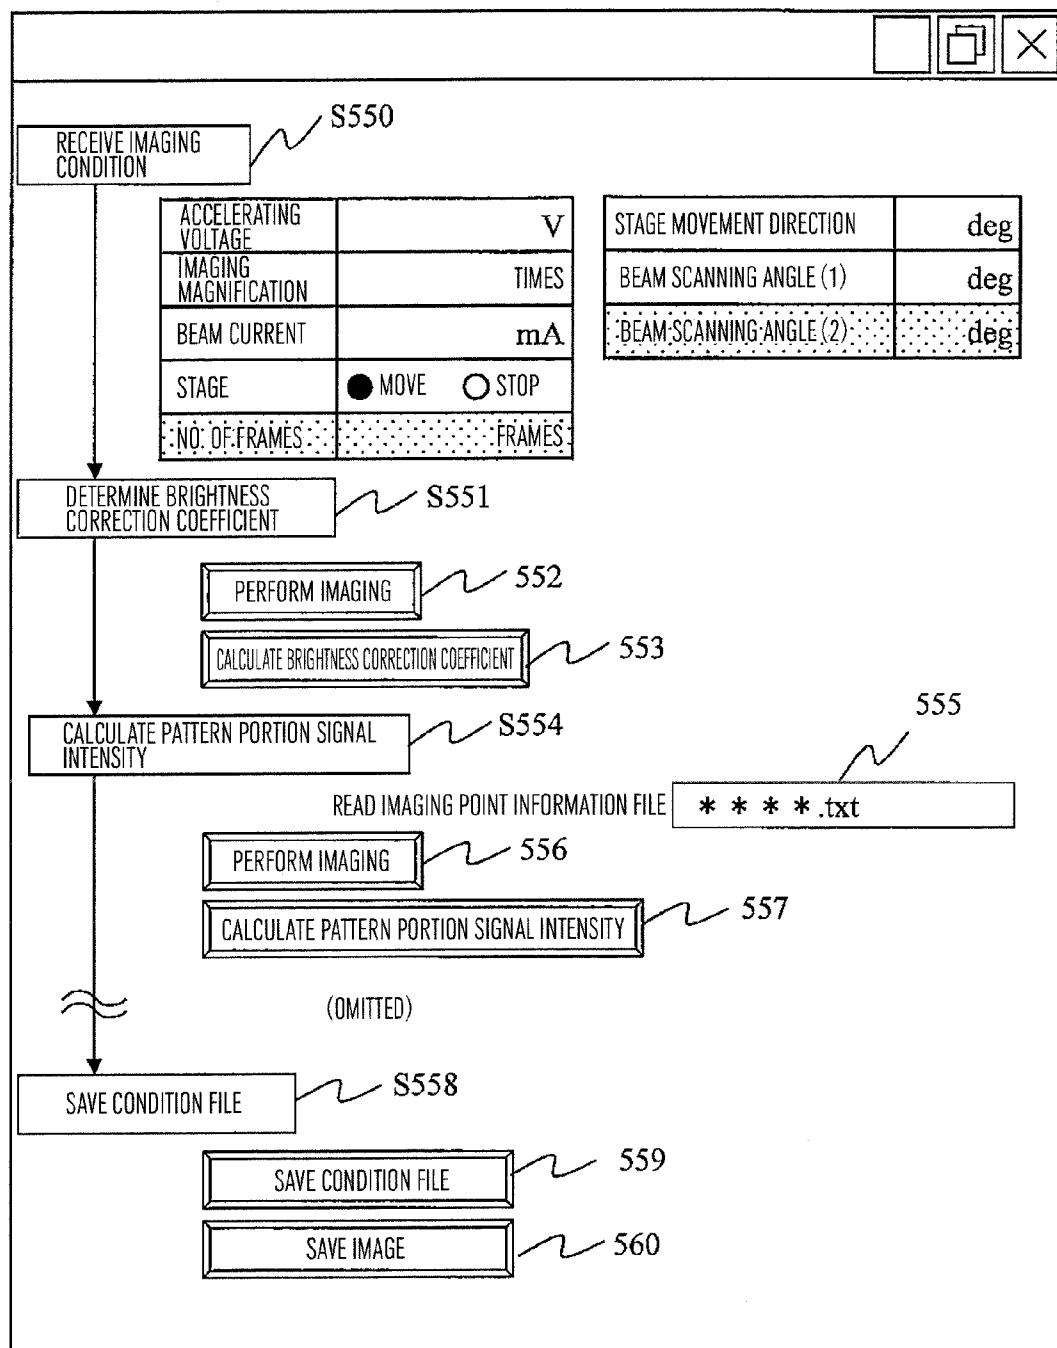 S550
RECEIVE IMAGING
CONDITION
ACCELERATING
VOLTAGE V
IMAGING
MAGNIFICATION TIMES
BEAM CURRENT mA
STAGE MOVE STOP
NO. OF FRAMES FRAMES
STAGE MOVEMENT DIRECTION deg
BEAM SCANNING ANGLE (1) deg
BEAM SCANNING ANGLE (2) deg
DETERMINE BRIGHTNESS
CORRECTION COEFFICIENT
S551
PERFORM IMAGING 552
CALCULATE BRIGHTNESS CORRECTION COEFFICIENT 553
CALCULATE PATTERN PORTION SIGNAL
INTENSITY
S554
555
READ IMAGING POINT INFORMATION FILE ****.txt
PERFORM IMAGING 556
CALCULATE PATTERN PORTION SIGNAL INTENSITY 557
(OMITTED)
SAVE CONDITION FILE S558
SAVE CONDITION FILE 559
SAVE IMAGE 560